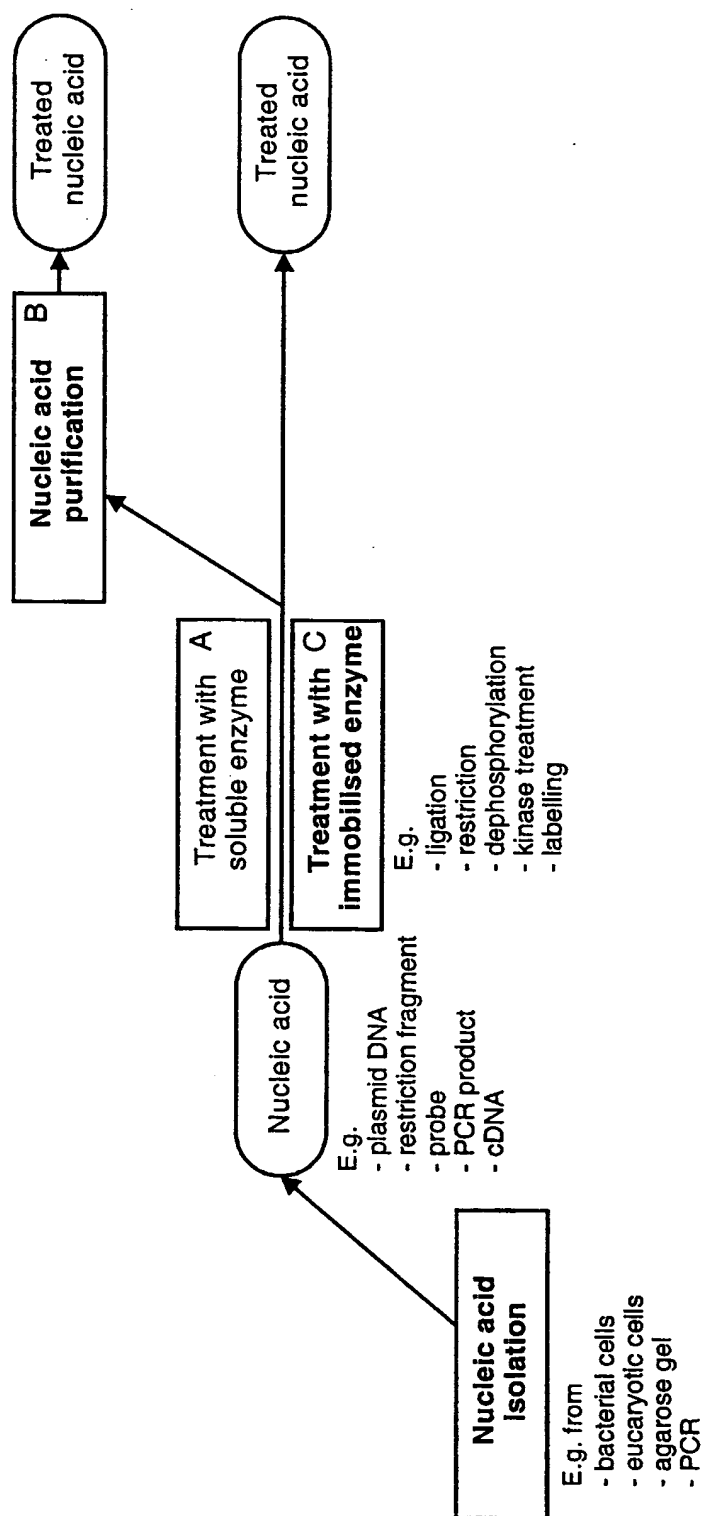 Nucleic acid
Isolation
E.g. from
- bacterial cells
- eucaryotic cells
- agarose gel
- PCR
Nucleic acid
E.g.
- plasmid DNA
- restriction fragment
- probe
- PCR product
- cDNA
Treatment with A
soluble enzyme
Treatment with C
immobilised enzyme
E.g.
- ligation
- restriction
- dephosphorylation
- kinase treatment
- labelling
Nucleic acid B
purification
Treated
nucleic acid
Treated
nucleic acid